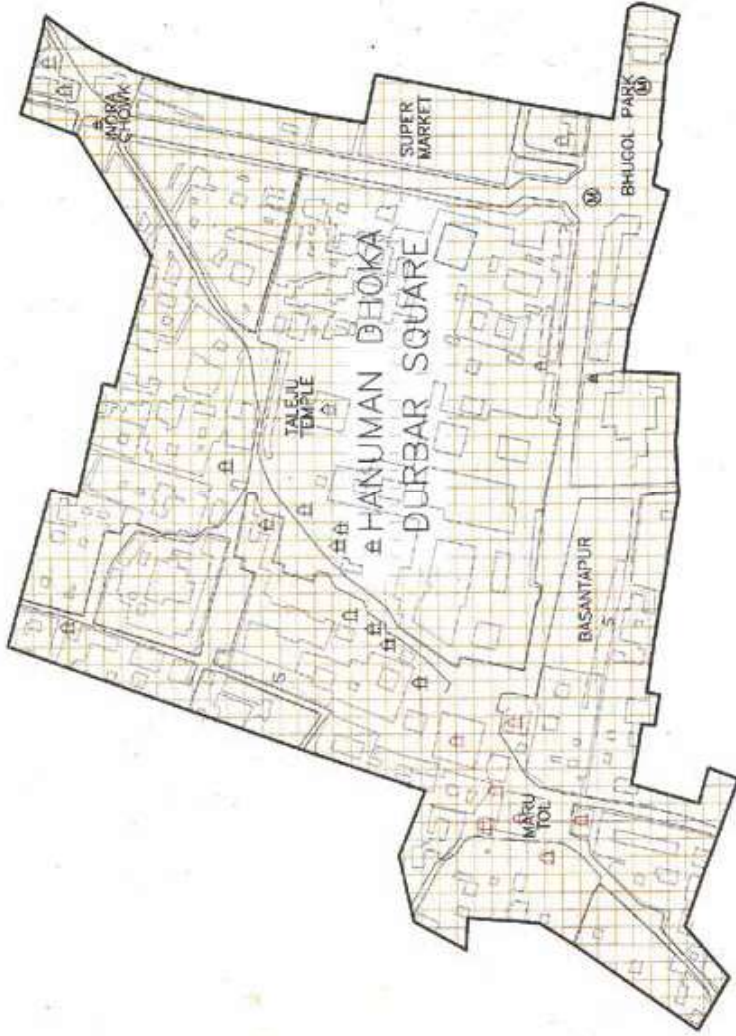 INDRA
CHOWK
SUPER
MARKET
BHUGOL PARK
M
M
TALEJU
TEMPLE
HANUMAN DHOKA
DURBAR SQUARE
BASANTAPUR
S
S
MARU
TOL